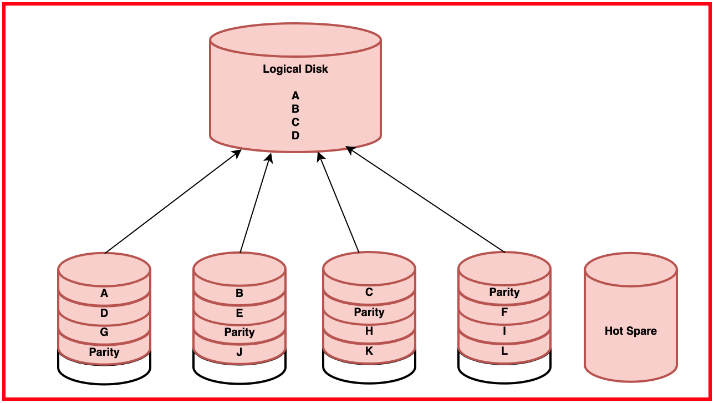 Logical Disk
A
B
C
D
A
B
C
Parity
D
E
Parity
F
G
Parity
H
I
Hot Spare
Parity
J
K
L